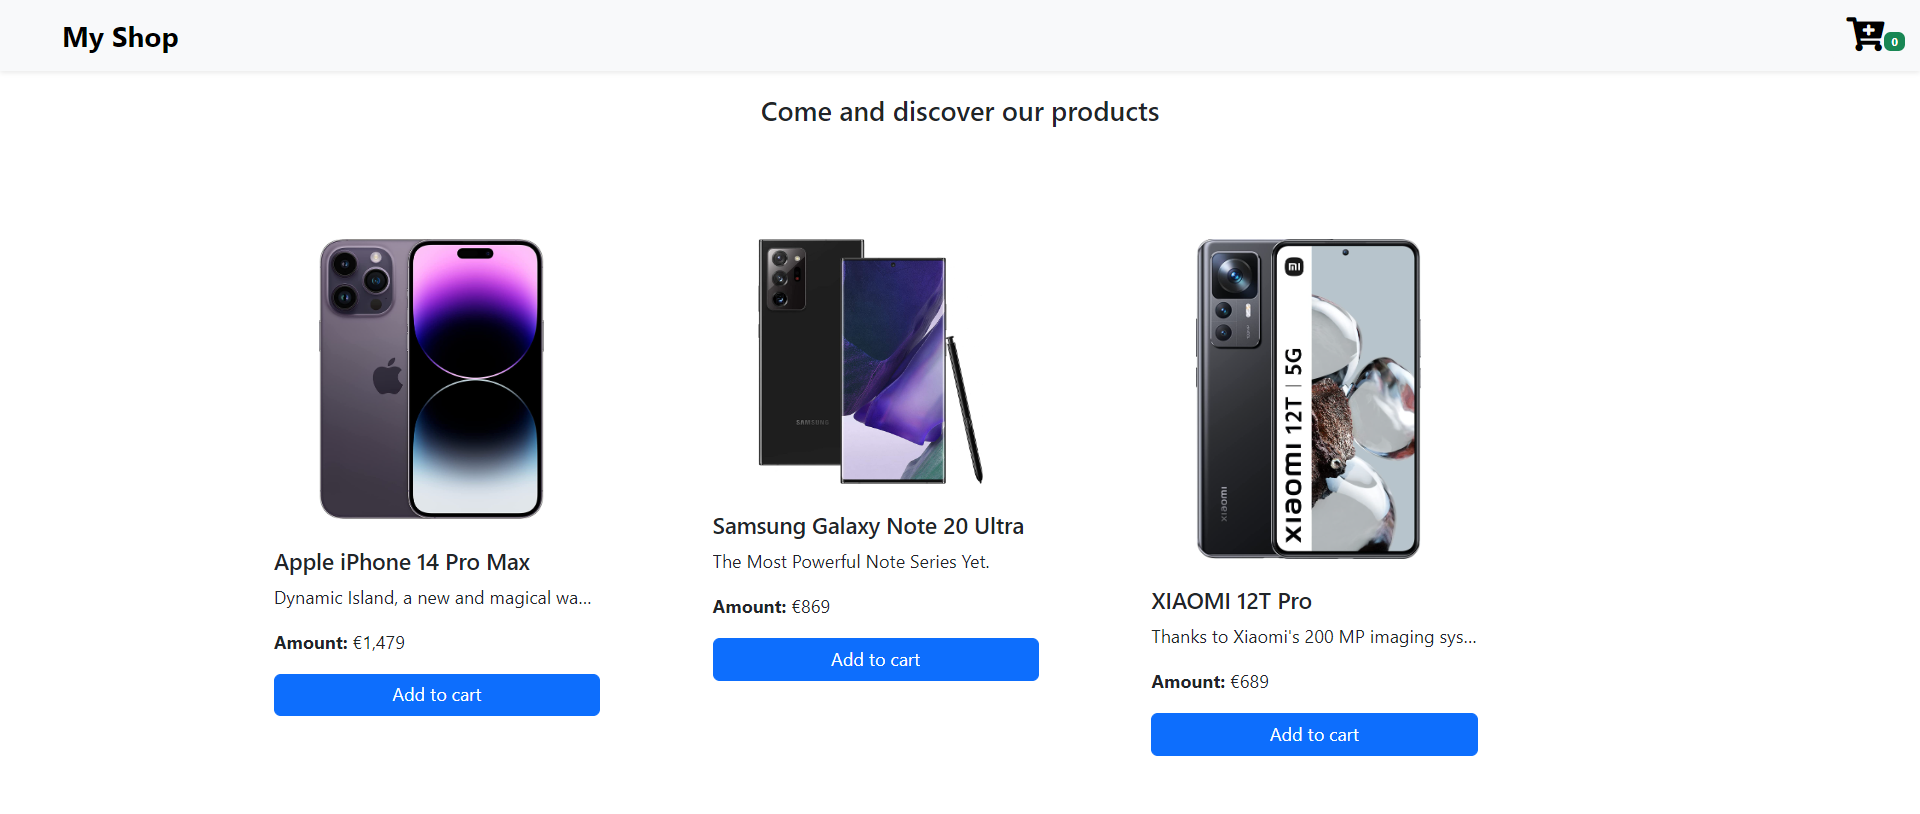 My Shop
0
Come and discover our products
SAMSUNG
xiaomi
XIAOMI 12T | 5G
Apple iPhone 14 Pro Max
Dynamic Island, a new and magical wa...
Amount: €1,479
Add to cart
Samsung Galaxy Note 20 Ultra
The Most Powerful Note Series Yet.
Amount: €869
Add to cart
XIAOMI 12T Pro
Thanks to Xiaomi's 200 MP imaging sys...
Amount: €689
Add to cart